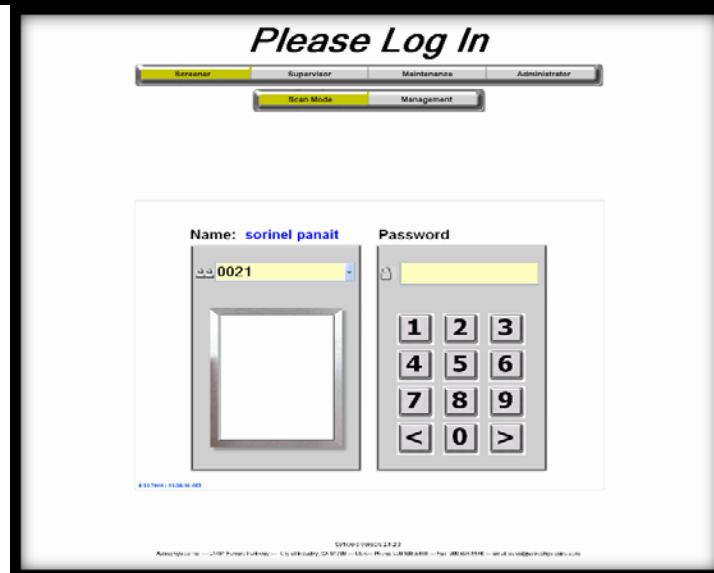 Please Log In
Screener Supervisor Maintenance Administrator
Scan Mode Management
Name: sorinel panait Password
0021
1 2 3
4 5 6
7 8 9
< 0 >